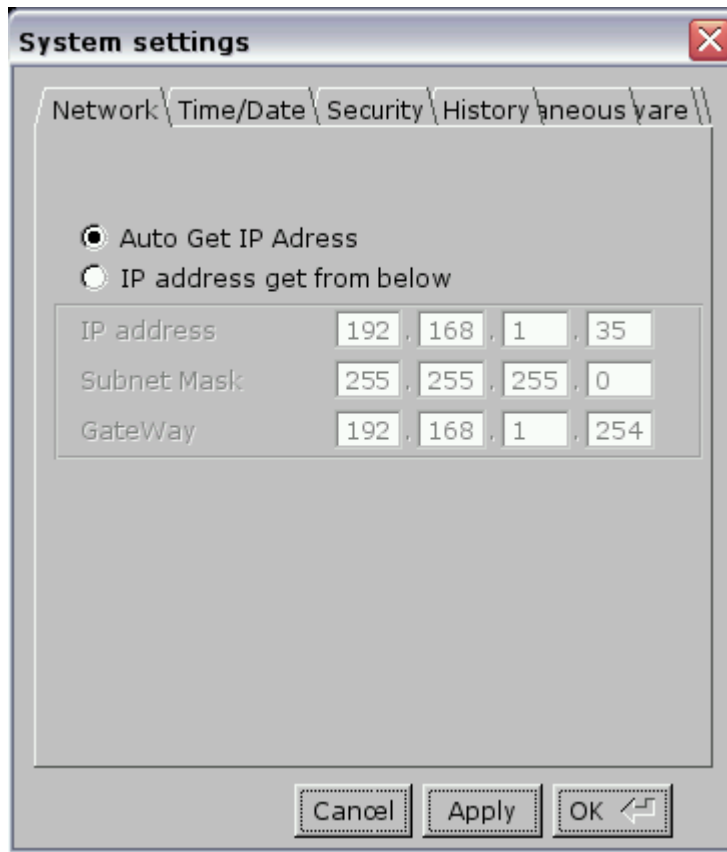 System settings
Network Time/Date Security History aneous ware
Auto Get IP Adress
IP address get from below
IP address 192 . 168 . 1 . 35
Subnet Mask 255 . 255 . 255 . 0
GateWay 192 . 168 . 1 . 254
Cancel Apply OK